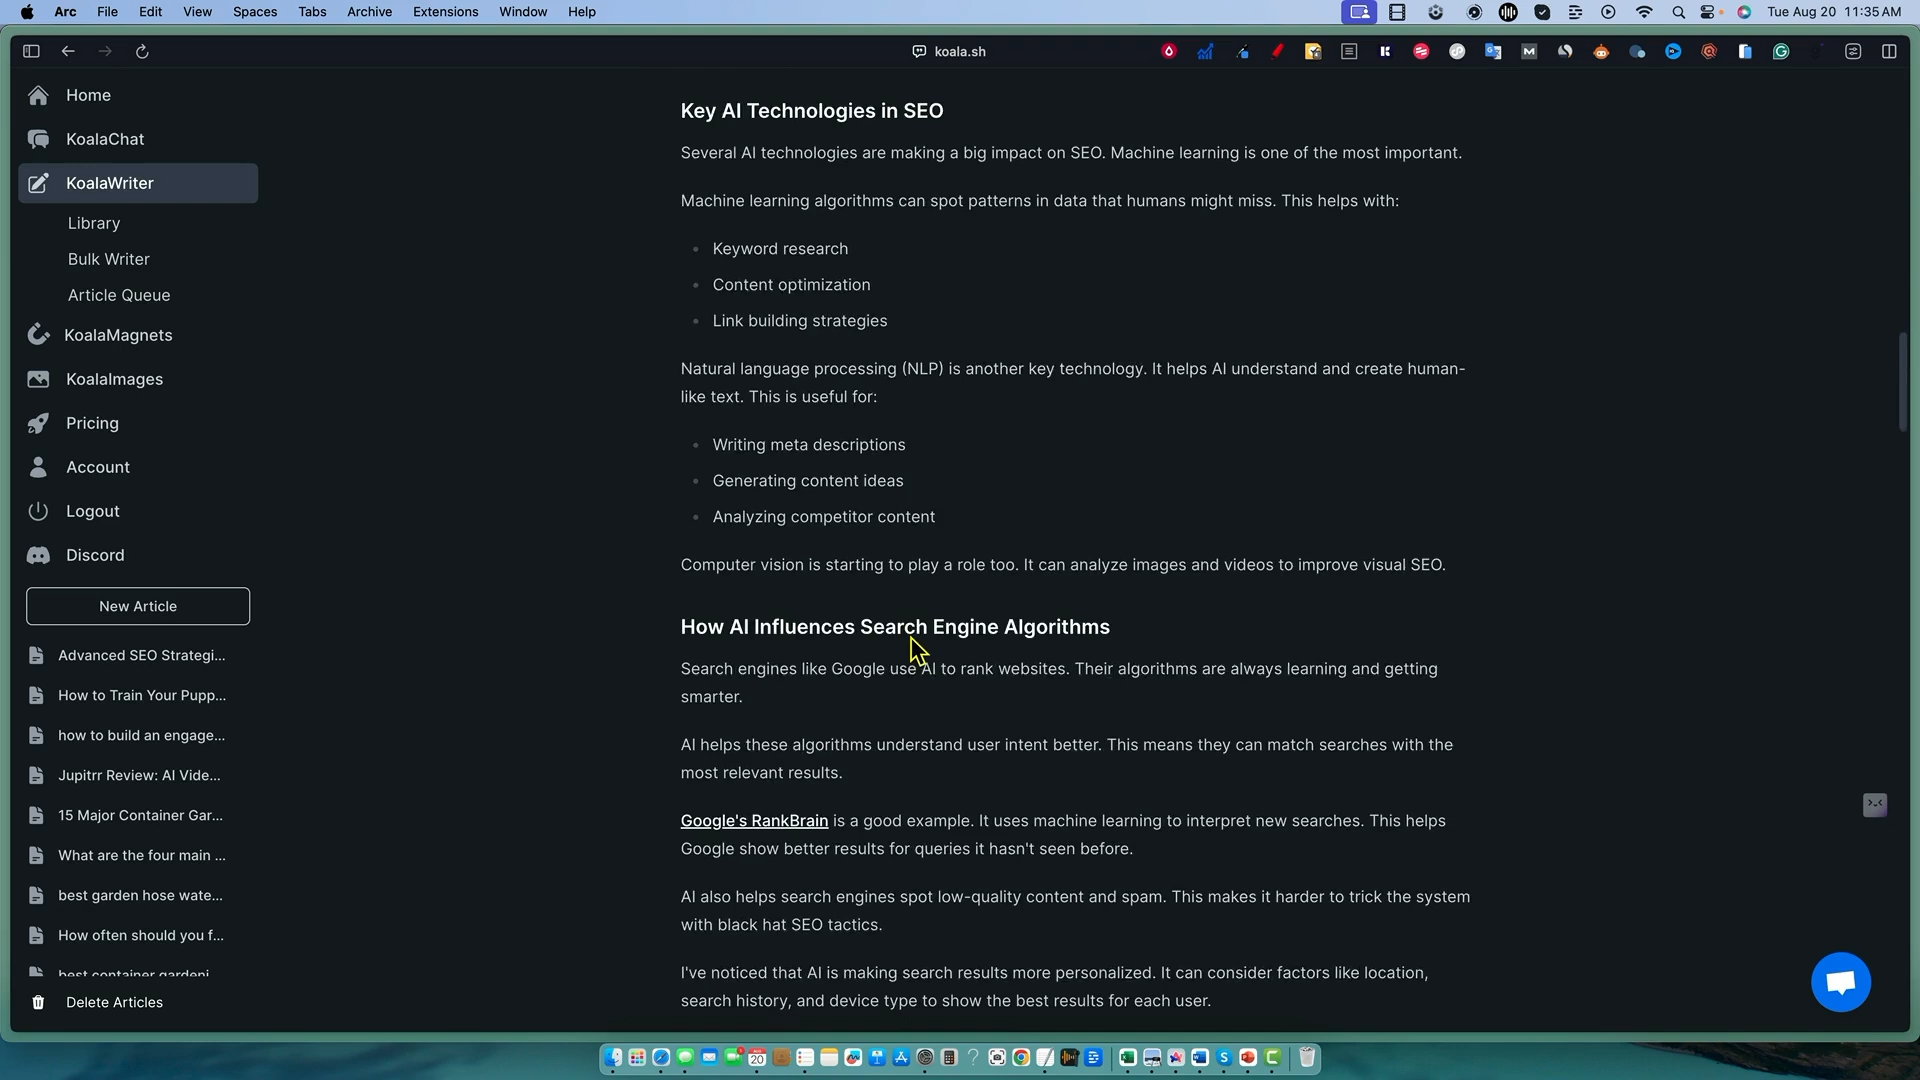 Arc File Edit View Spaces Tabs Archive Extensions Window Help Tue Aug 20 11:35 AM
koala.sh
Home
KoalaChat
KoalaWriter
Library
Bulk Writer
Article Queue
KoalaMagnets
KoalaImages
Pricing
Account
Logout
Discord
New Article
Advanced SEO Strategi...
How to Train Your Pupp...
how to build an engage...
Jupitrr Review: AI Vide...
15 Major Container Gar...
What are the four main ...
best garden hose wate...
How often should you f...
best container gardeni
Delete Articles
Key AI Technologies in SEO
Several AI technologies are making a big impact on SEO. Machine learning is one of the most important.
Machine learning algorithms can spot patterns in data that humans might miss. This helps with:
• Keyword research
• Content optimization
• Link building strategies
Natural language processing (NLP) is another key technology. It helps AI understand and create human-
like text. This is useful for:
• Writing meta descriptions
• Generating content ideas
• Analyzing competitor content
Computer vision is starting to play a role too. It can analyze images and videos to improve visual SEO.
How AI Influences Search Engine Algorithms
Search engines like Google use AI to rank websites. Their algorithms are always learning and getting
smarter.
AI helps these algorithms understand user intent better. This means they can match searches with the
most relevant results.
Google's RankBrain is a good example. It uses machine learning to interpret new searches. This helps
Google show better results for queries it hasn't seen before.
AI also helps search engines spot low-quality content and spam. This makes it harder to trick the system
with black hat SEO tactics.
I've noticed that AI is making search results more personalized. It can consider factors like location,
search history, and device type to show the best results for each user.